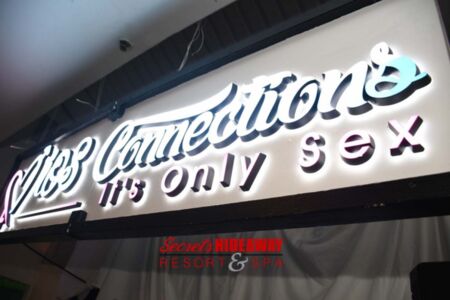 Vibes Connections
It's Only Sex
Secrets HIDEAWAY
RESORT & SPA